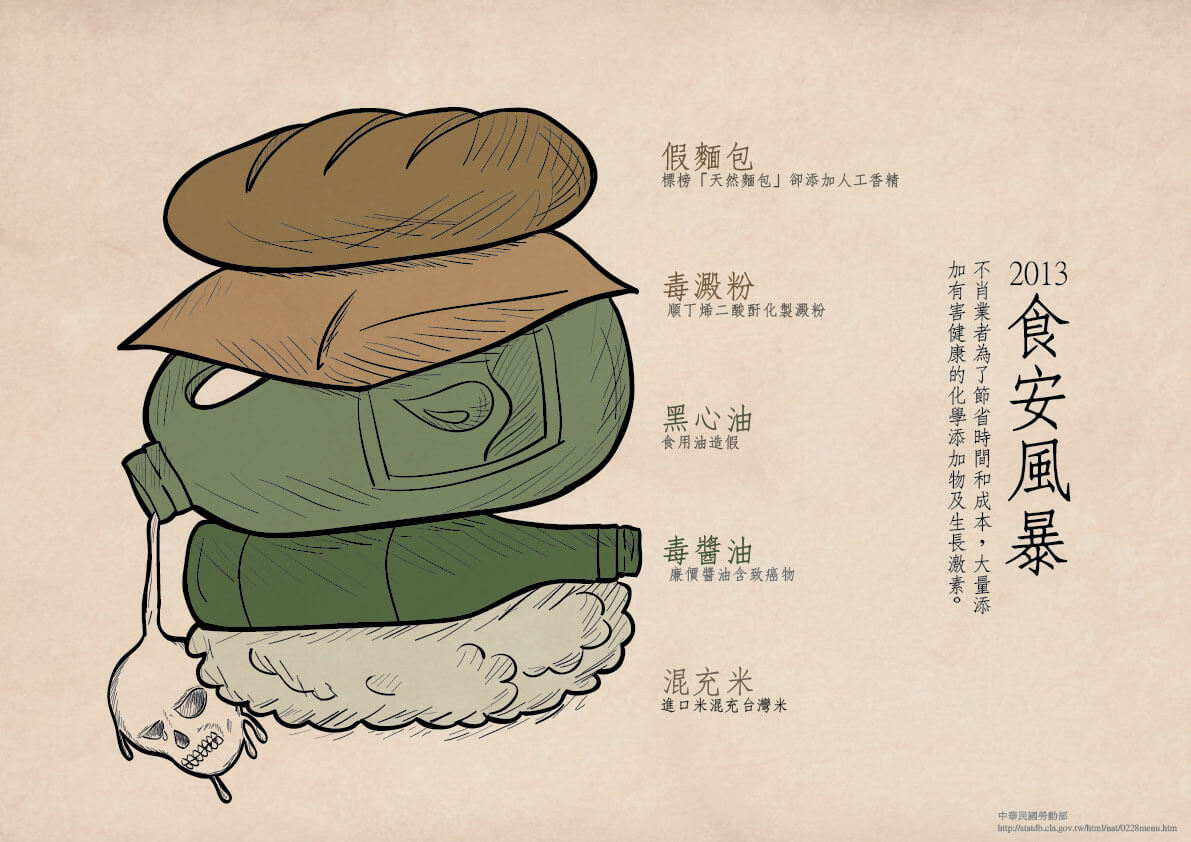 假麵包
標榜「天然麵包」卻添加人工香精
毒澱粉
順丁烯二酸酐化製澱粉
黑心油
食用油造假
毒醬油
廉價醬油含致癌物
混充米
進口米混充台灣米
2013
食安風暴
不肖業者為了節省時間和成本，大量添
加有害健康的化學添加物及生長激素。
中華民國勞動部
http://statdb.cla.gov.tw/html/nat/0228menu.htm